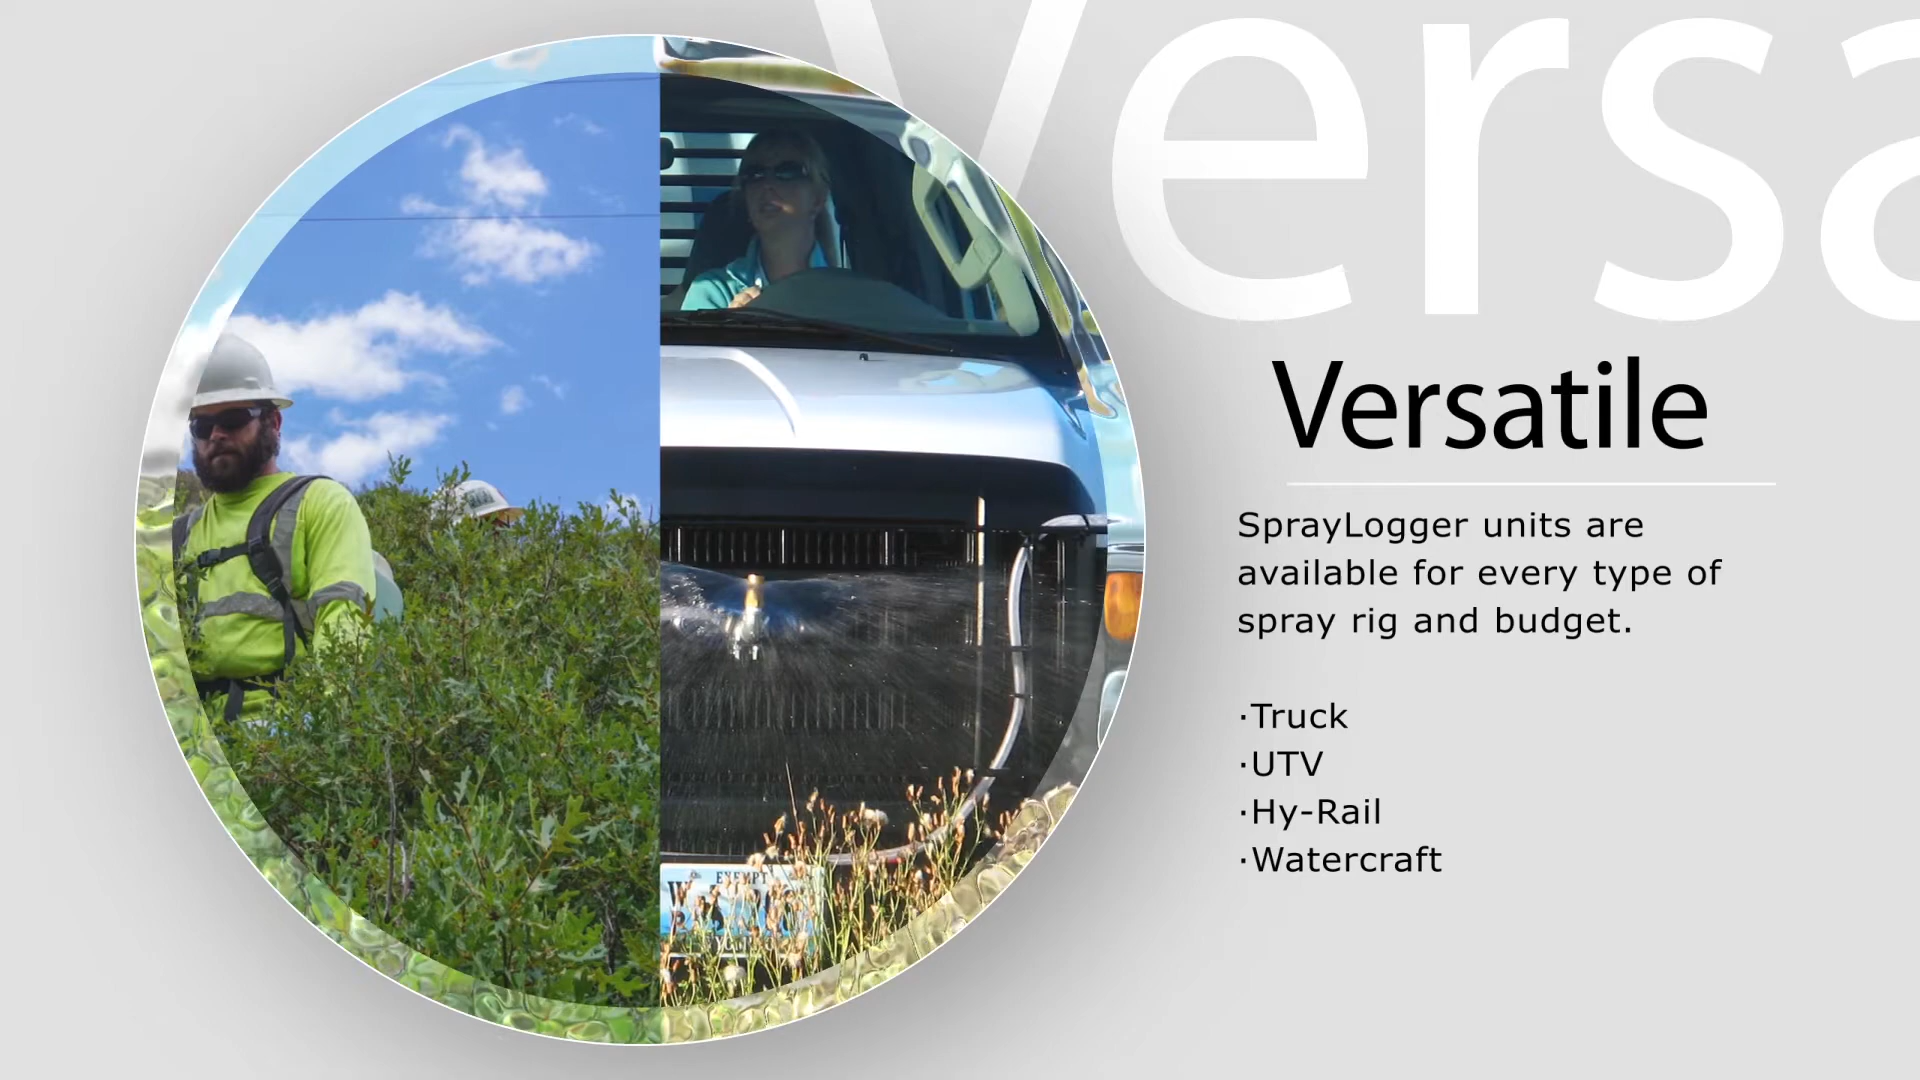 Versa
Versatile
SprayLogger units are
available for every type of
spray rig and budget.
·Truck
·UTV
·Hy-Rail
·Watercraft
EXEMPT